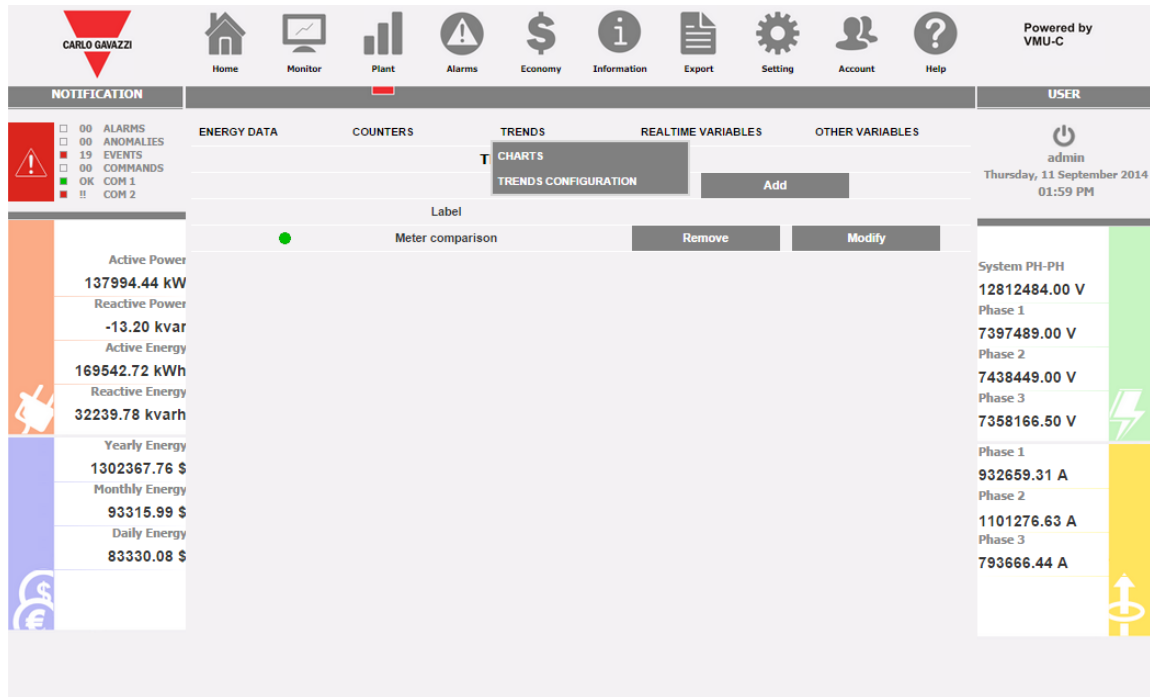 CARLO GAVAZZI
Home Monitor Plant Alarms Economy Information Export Setting Account Help
Powered by
VMU-C
NOTIFICATION
USER
00 ALARMS
00 ANOMALIES
19 EVENTS
00 COMMANDS
OK COM 1
!! COM 2
ENERGY DATA COUNTERS TRENDS REALTIME VARIABLES OTHER VARIABLES
CHARTS
TRENDS CONFIGURATION
Add
Label
Meter comparison Remove Modify
admin
Thursday, 11 September 2014
01:59 PM
Active Power
137994.44 kW
Reactive Power
-13.20 kvar
Active Energy
169542.72 kWh
Reactive Energy
32239.78 kvarh
Yearly Energy
1302367.76 $
Monthly Energy
93315.99 $
Daily Energy
83330.08 $
System PH-PH
12812484.00 V
Phase 1
7397489.00 V
Phase 2
7438449.00 V
Phase 3
7358166.50 V
Phase 1
932659.31 A
Phase 2
1101276.63 A
Phase 3
793666.44 A